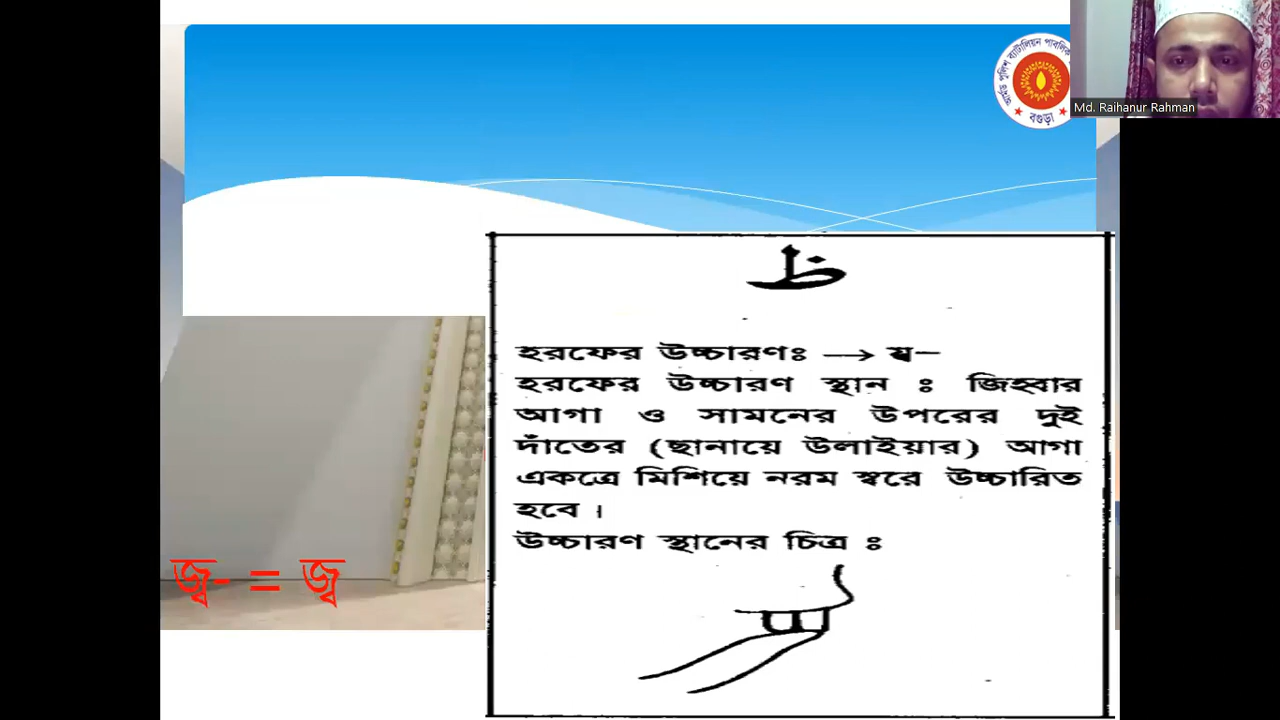 বগুড়া
Md. Raihanur Rahman
ظ
হরফের উচ্চারণঃ →
হরফের উচ্চারণ স্থান ঃ জিহ্বার
আগা ও সামনের উপরের দুই
দাঁতের (ছানায়ে উলাইয়ার) আগা
একত্রে মিশিয়ে নরম স্বরে উচ্চারিত
হবে।
উচ্চারণ স্থানের চিত্র ঃ
জ্ব- = জ্ব